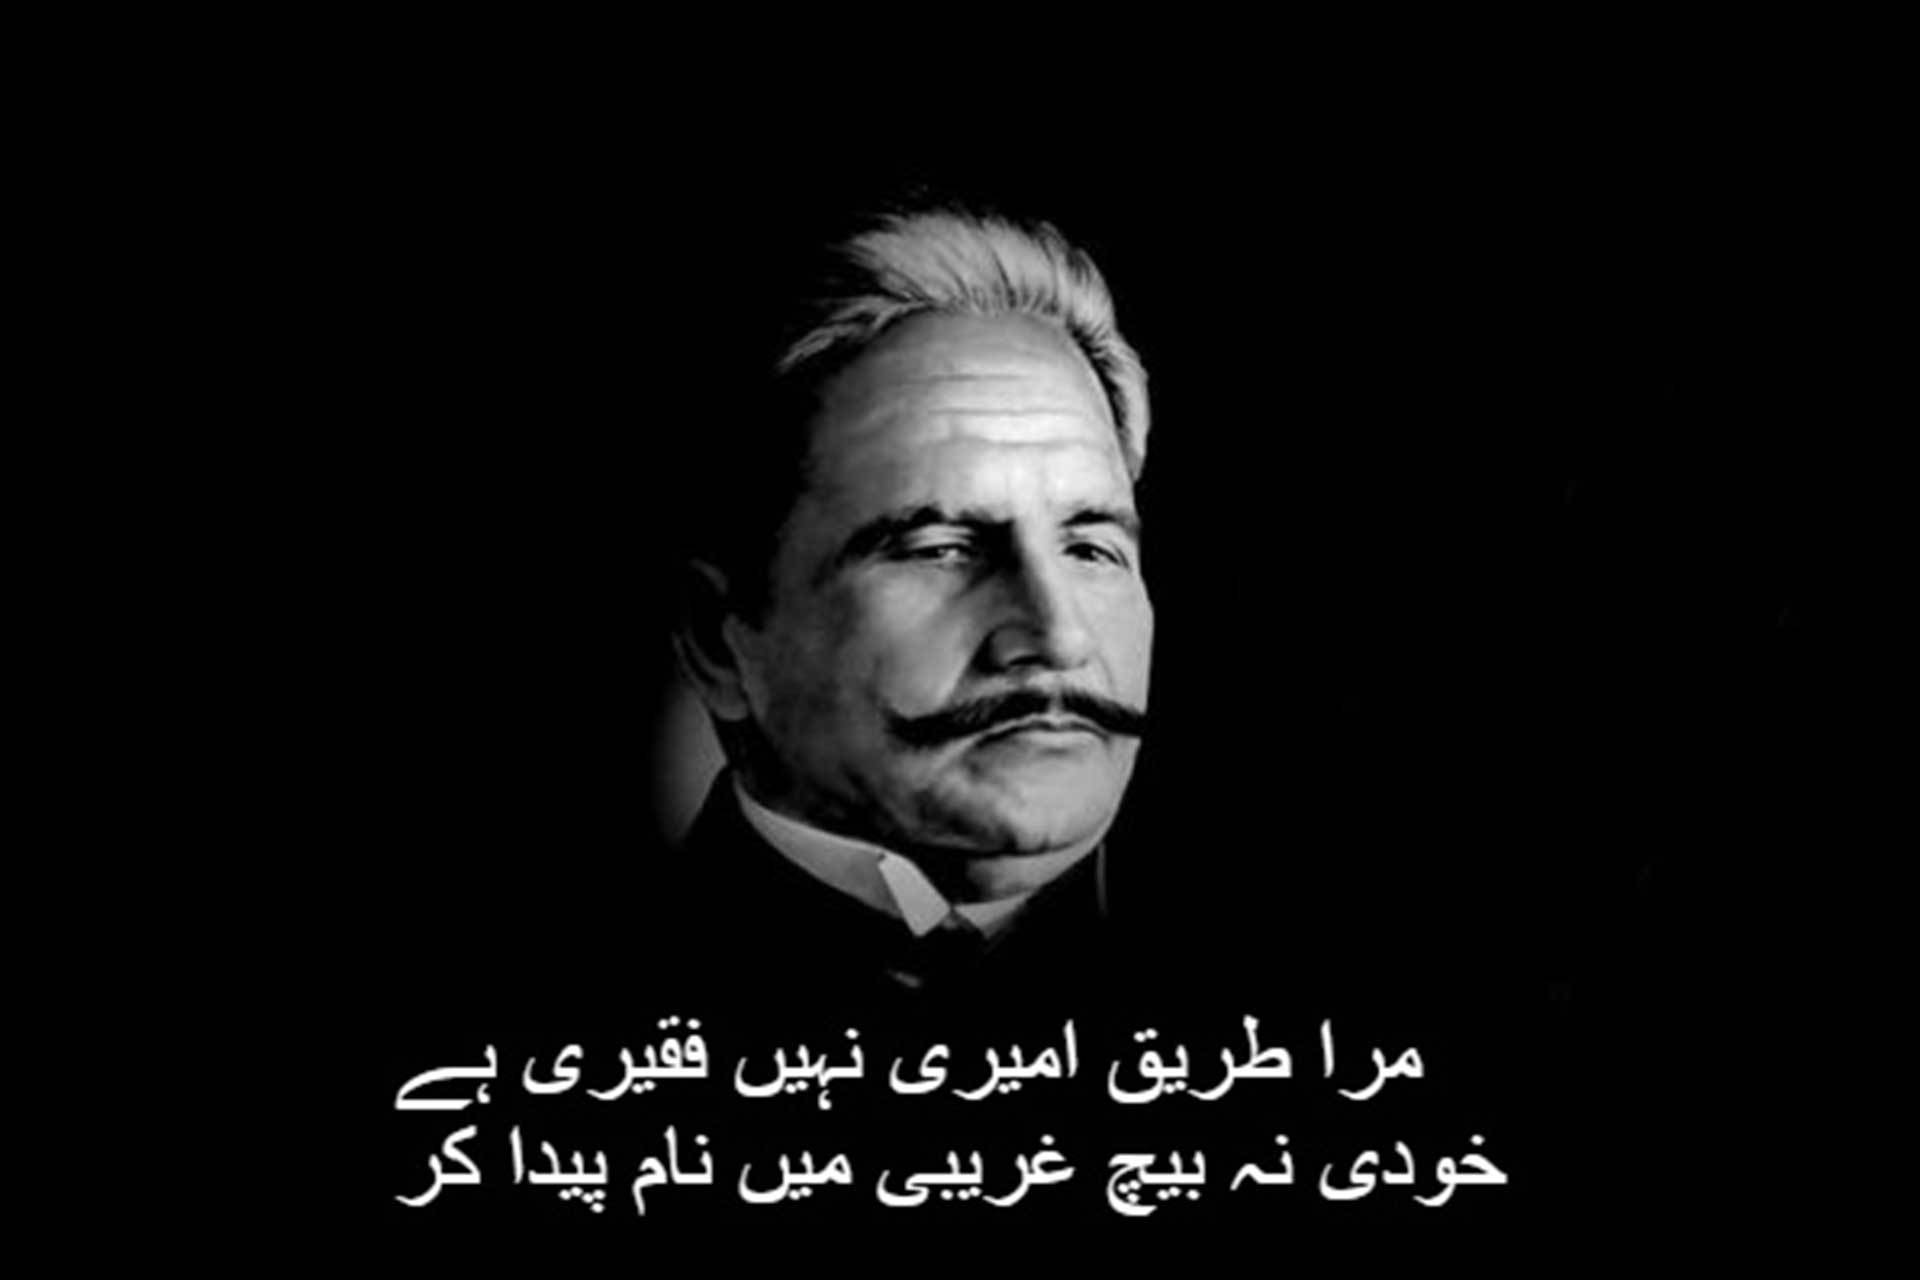 مرا طریق امیری نہیں فقیری ہے
خودی نہ بیچ غریبی میں نام پیدا کر